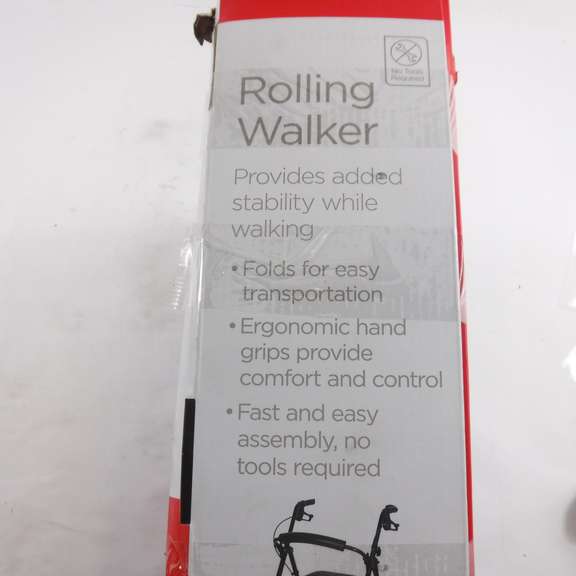 No Tools
Required
Rolling
Walker
Provides added
stability while
walking
• Folds for easy
transportation
• Ergonomic hand
grips provide
comfort and control
• Fast and easy
assembly, no
tools required